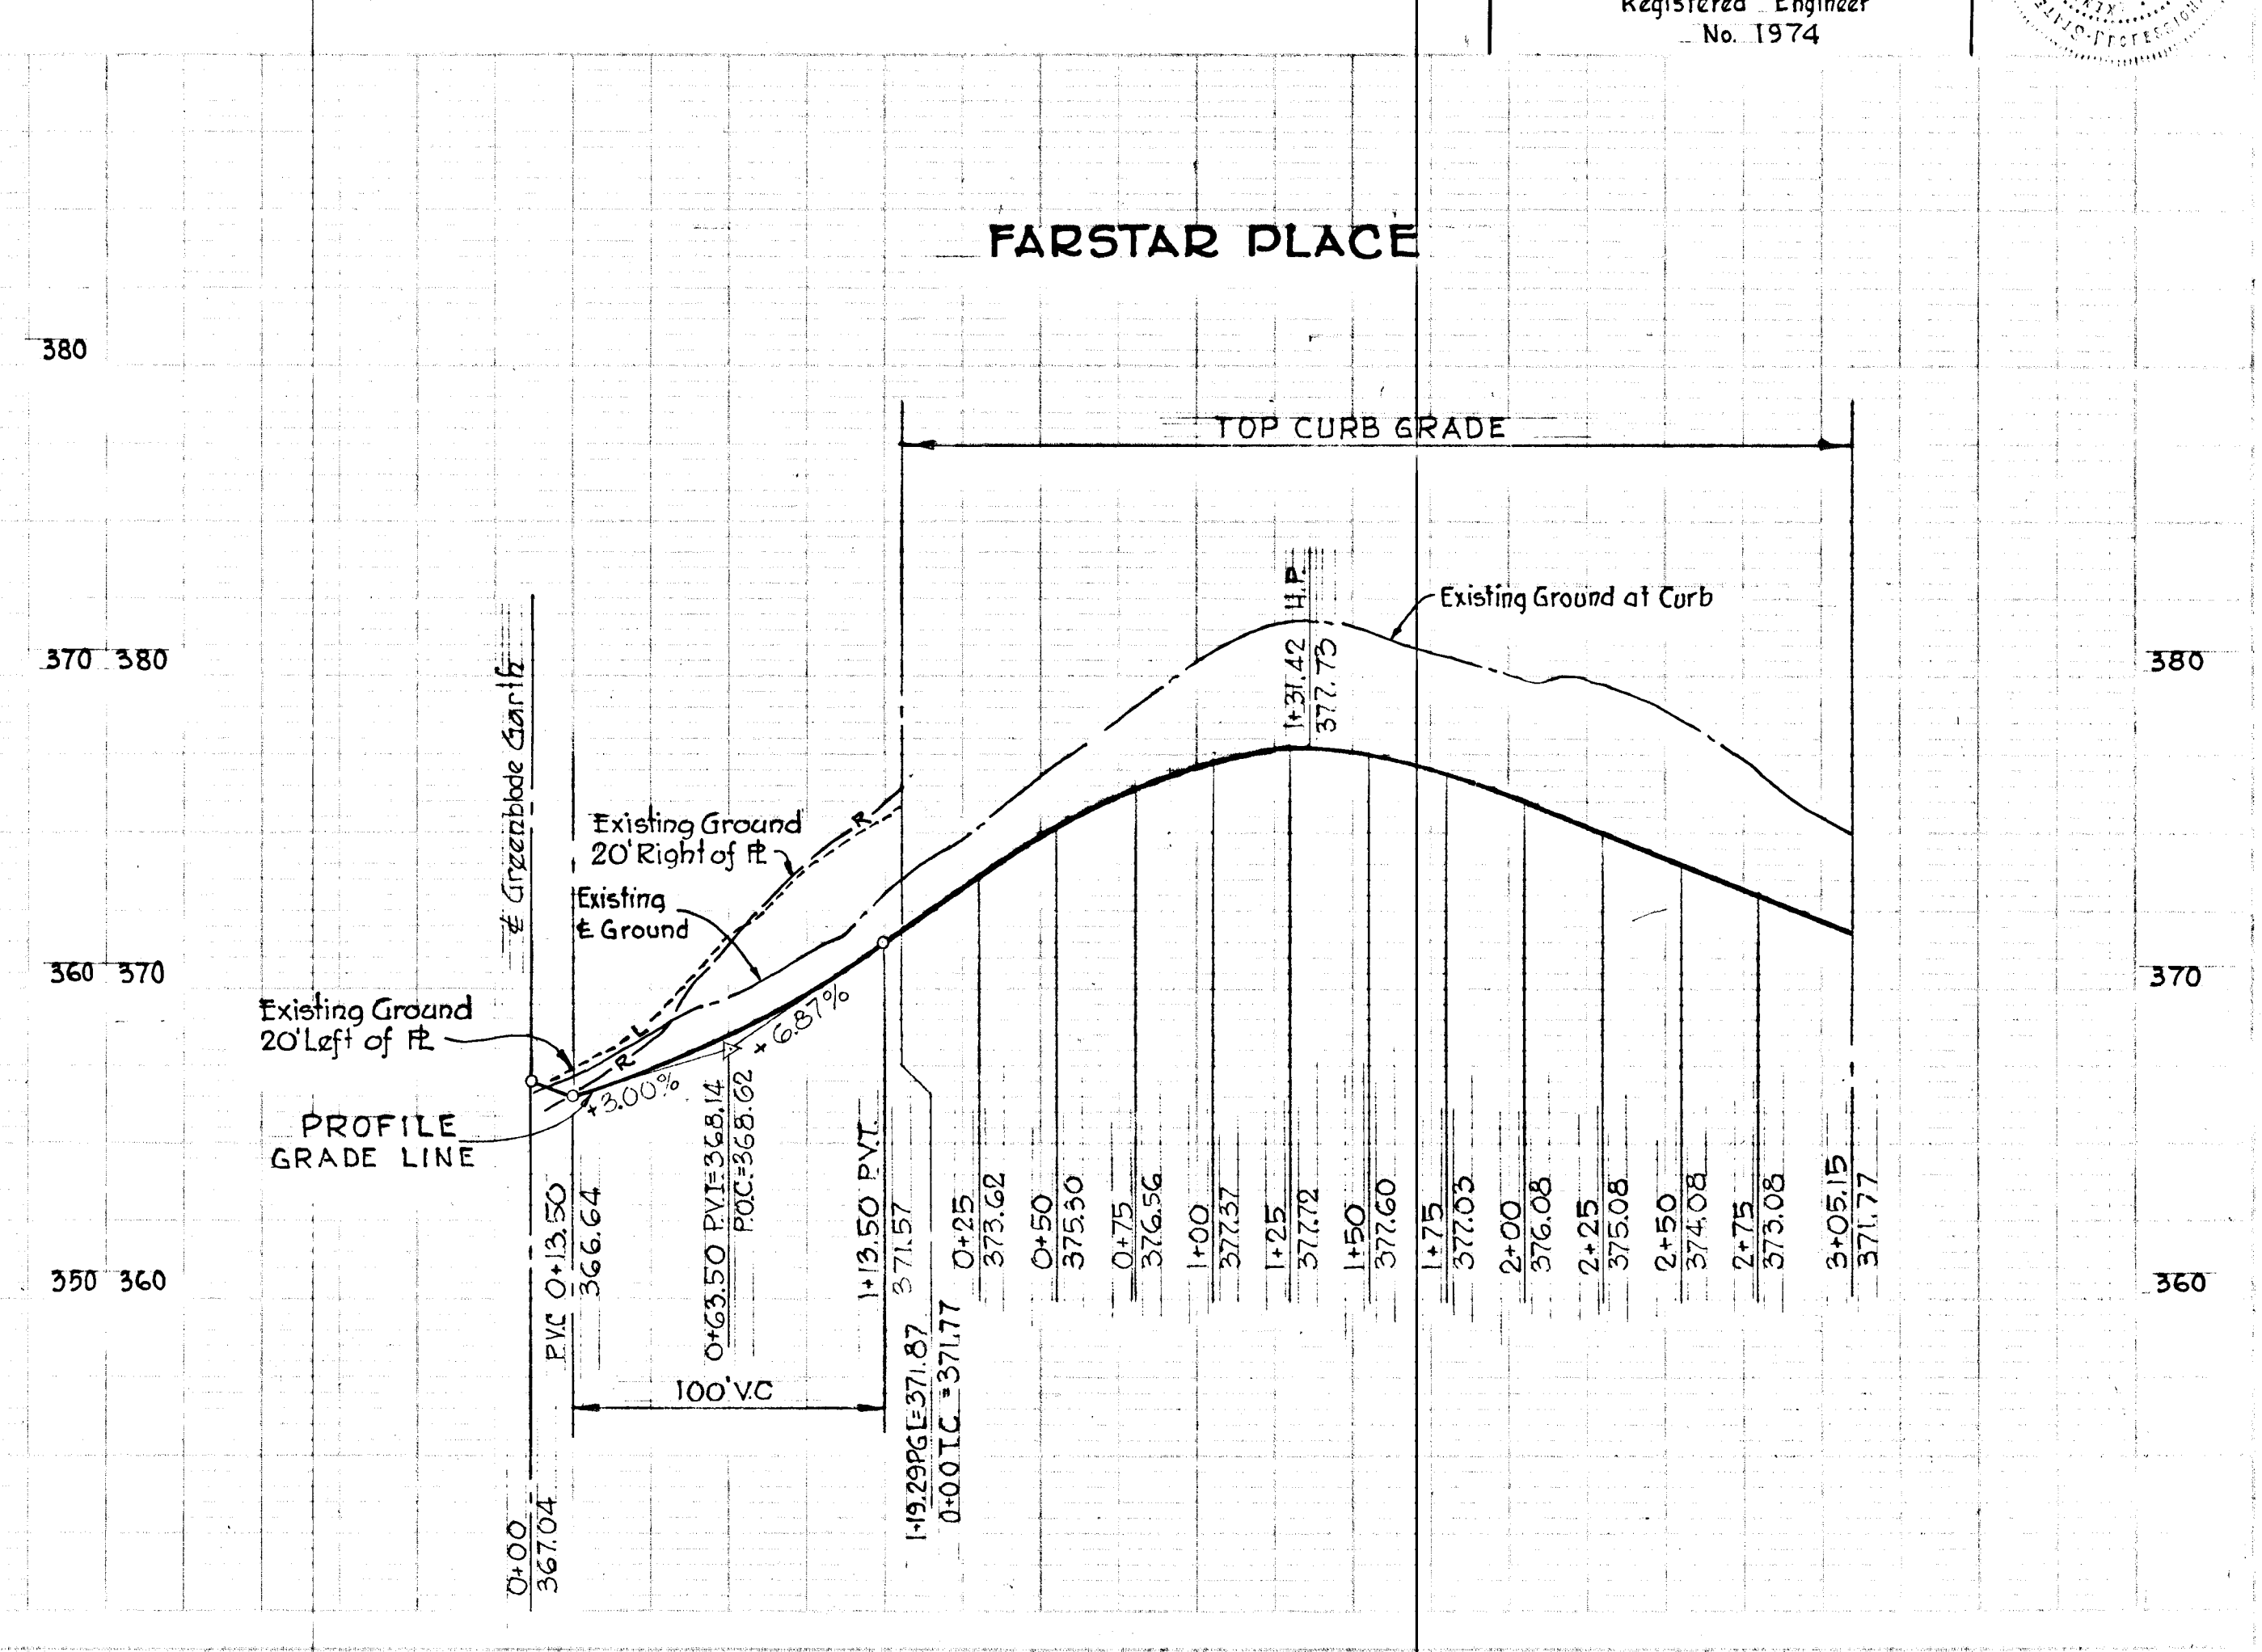 Registered Engineer
No. 1974
FARSTAR PLACE
380
TOP CURB GRADE
1+31.42 H.P.
377.73
Existing Ground at Curb
370 380
380
₵ Greenblade Garth
Existing Ground
20' Right of ₧
R
Existing
₵ Ground
360 370
370
Existing Ground
20' Left of ₧
L
R
+3.00%
+6.87%
PROFILE
GRADE LINE
350 360
360
0+00
367.04
P.V.C 0+13.50
366.64
0+63.50 P.V.I=368.14
P.O.C.=368.62
1+13.50 P.V.T.
371.57
100' V.C
1+19.29 PGL=371.87
0+00 T.C =371.77
0+25
373.62
0+50
375.30
0+75
376.56
1+00
377.37
1+25
377.72
1+50
377.60
1+75
377.03
2+00
376.08
2+25
375.08
2+50
374.08
2+75
373.08
3+05.15
371.77